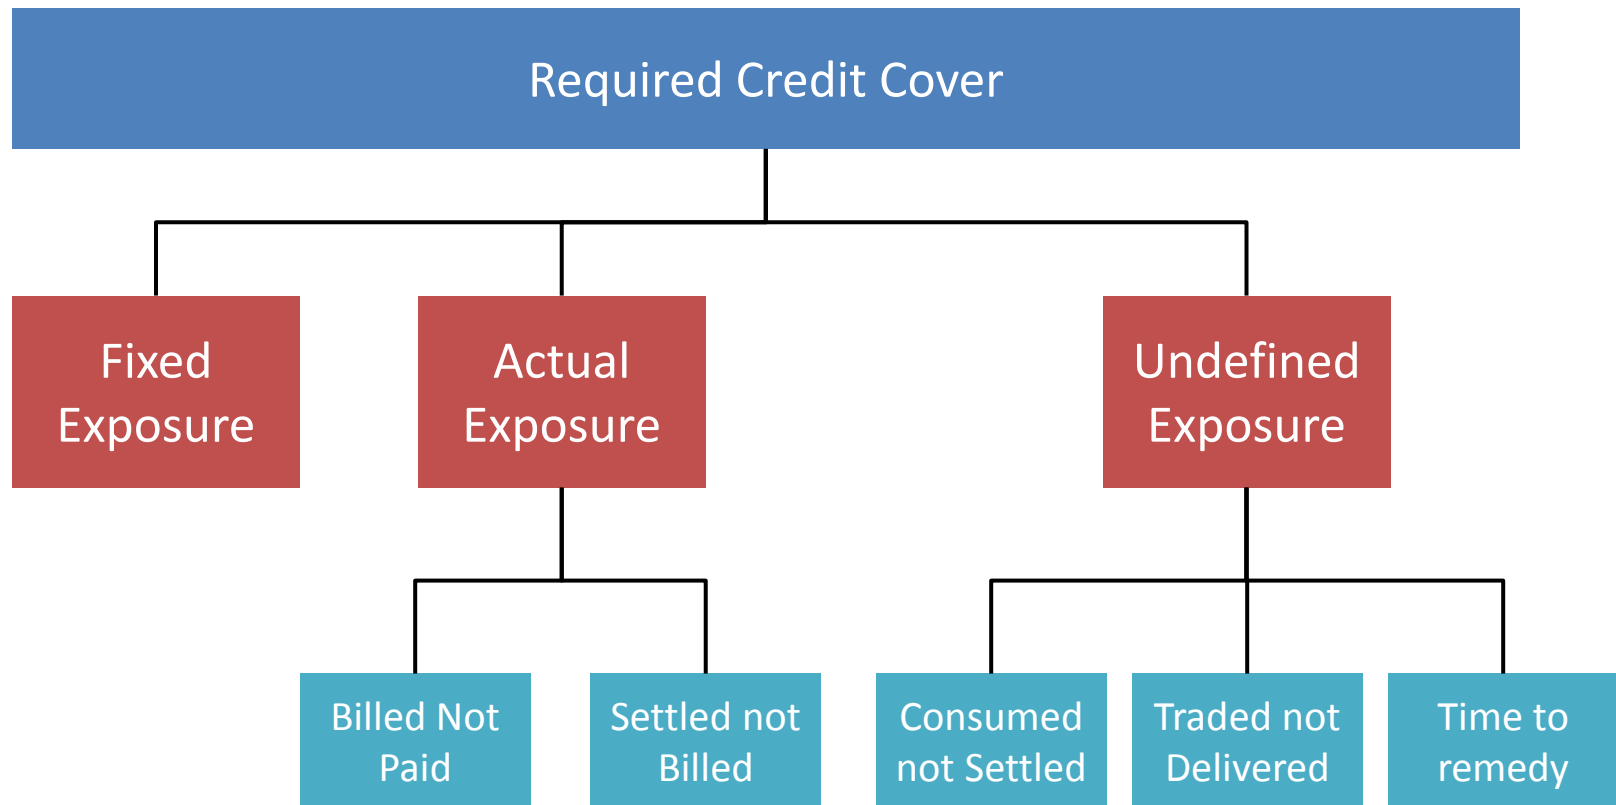 Required Credit Cover
Fixed
Exposure
Actual
Exposure
Undefined
Exposure
Billed Not
Paid
Settled not
Billed
Consumed
not Settled
Traded not
Delivered
Time to
remedy